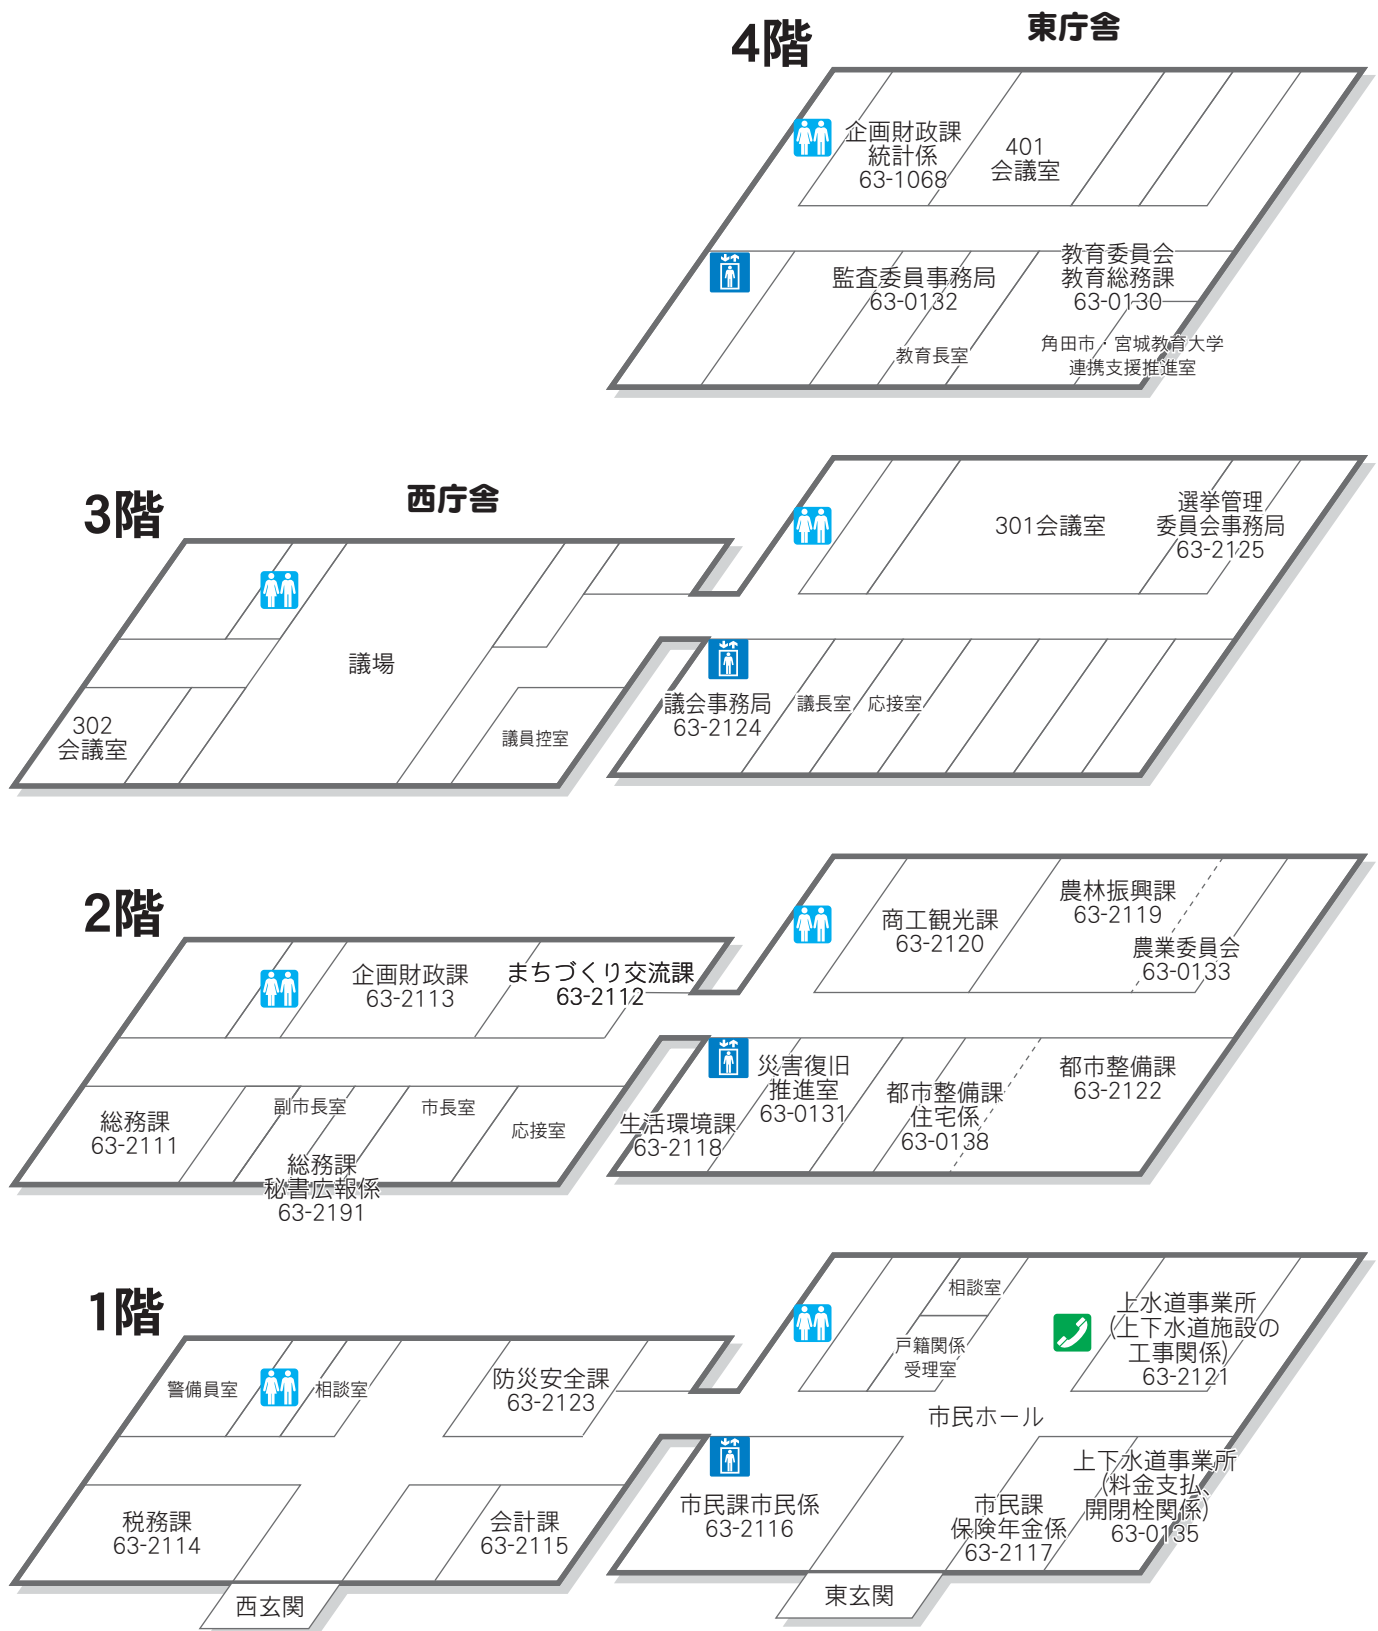 4階
東庁舎
企画財政課
統計係
63-1068
401
会議室
監査委員事務局
63-0132
教育長室
教育委員会
教育総務課
63-0130
角田市・宮城教育大学
連携支援推進室
3階
西庁舎
302
会議室
議場
議員控室
301会議室
選挙管理
委員会事務局
63-2125
議会事務局
63-2124
議長室
応接室
2階
企画財政課
63-2113
まちづくり交流課
63-2112
総務課
63-2111
副市長室
総務課
秘書広報係
63-2191
市長室
応接室
商工観光課
63-2120
農林振興課
63-2119
農業委員会
63-0133
生活環境課
63-2118
災害復旧
推進室
63-0131
都市整備課
住宅係
63-0138
都市整備課
63-2122
1階
警備員室
相談室
防災安全課
63-2123
税務課
63-2114
会計課
63-2115
西玄関
相談室
戸籍関係
受理室
上水道事業所
(上下水道施設の
工事関係)
63-2121
市民ホール
市民課市民係
63-2116
市民課
保険年金係
63-2117
上下水道事業所
(料金支払、
開閉栓関係)
63-0135
東玄関